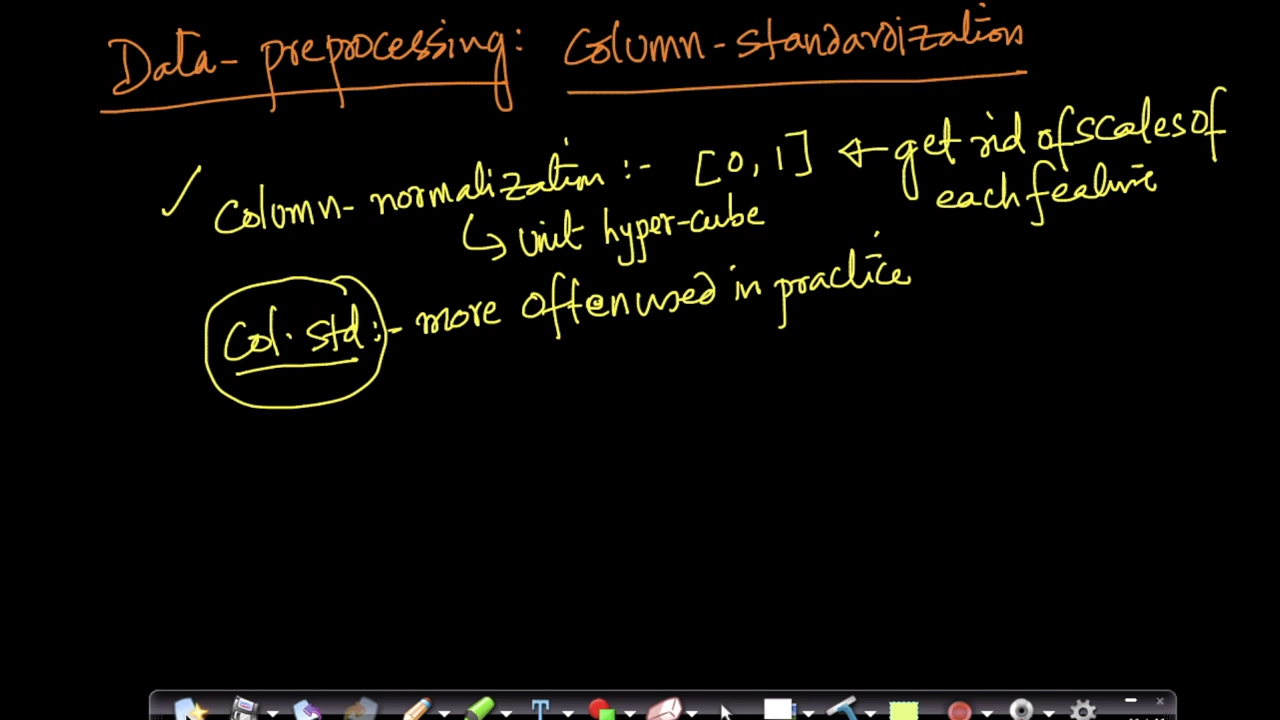 Data-preprocessing: Column-standardization
✓ Column-normalization :- [0, 1] ← get rid of scales of
each feature
↳ unit hyper-cube
Col. std :- more often used in practice
T